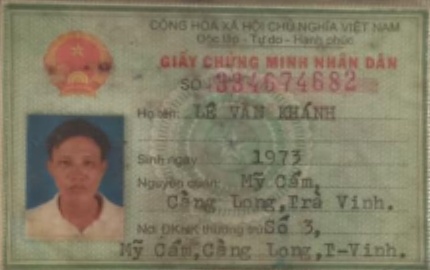 CỘNG HÒA XÃ HỘI CHỦ NGHĨA VIỆT NAM
Độc lập - Tự do - Hạnh phúc
GIẤY CHỨNG MINH NHÂN DÂN
SỐ 334674682
Họ tên: LÊ VĂN KHÁNH
Sinh ngày 1973
Nguyên quán: Mỹ Cẩm,
Càng Long,Trà Vinh.
Nơi ĐKHK thường trú Số 3,
Mỹ Cẩm,Càng Long,T-Vinh.